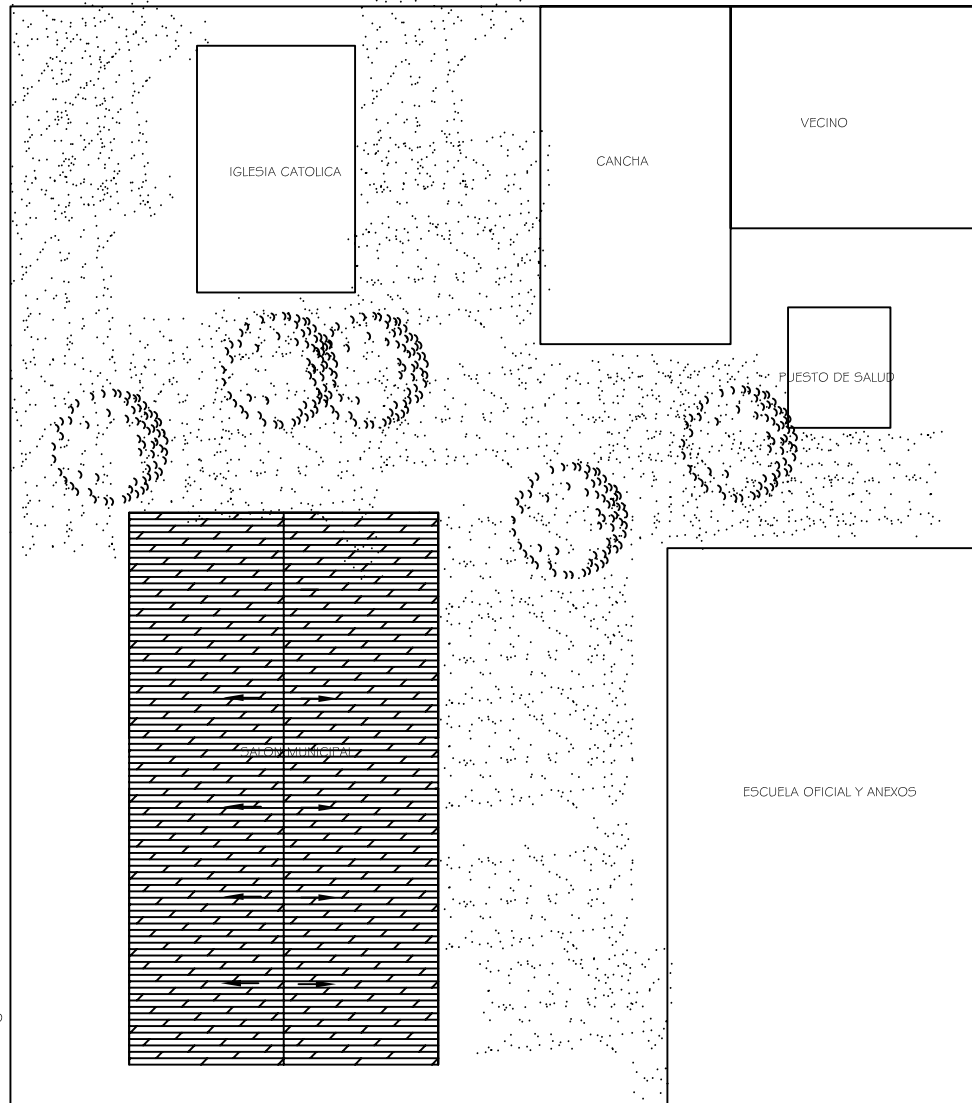 VECINO
CANCHA
IGLESIA CATOLICA
PUESTO DE SALUD
SALON MUNICIPAL
ESCUELA OFICIAL Y ANEXOS